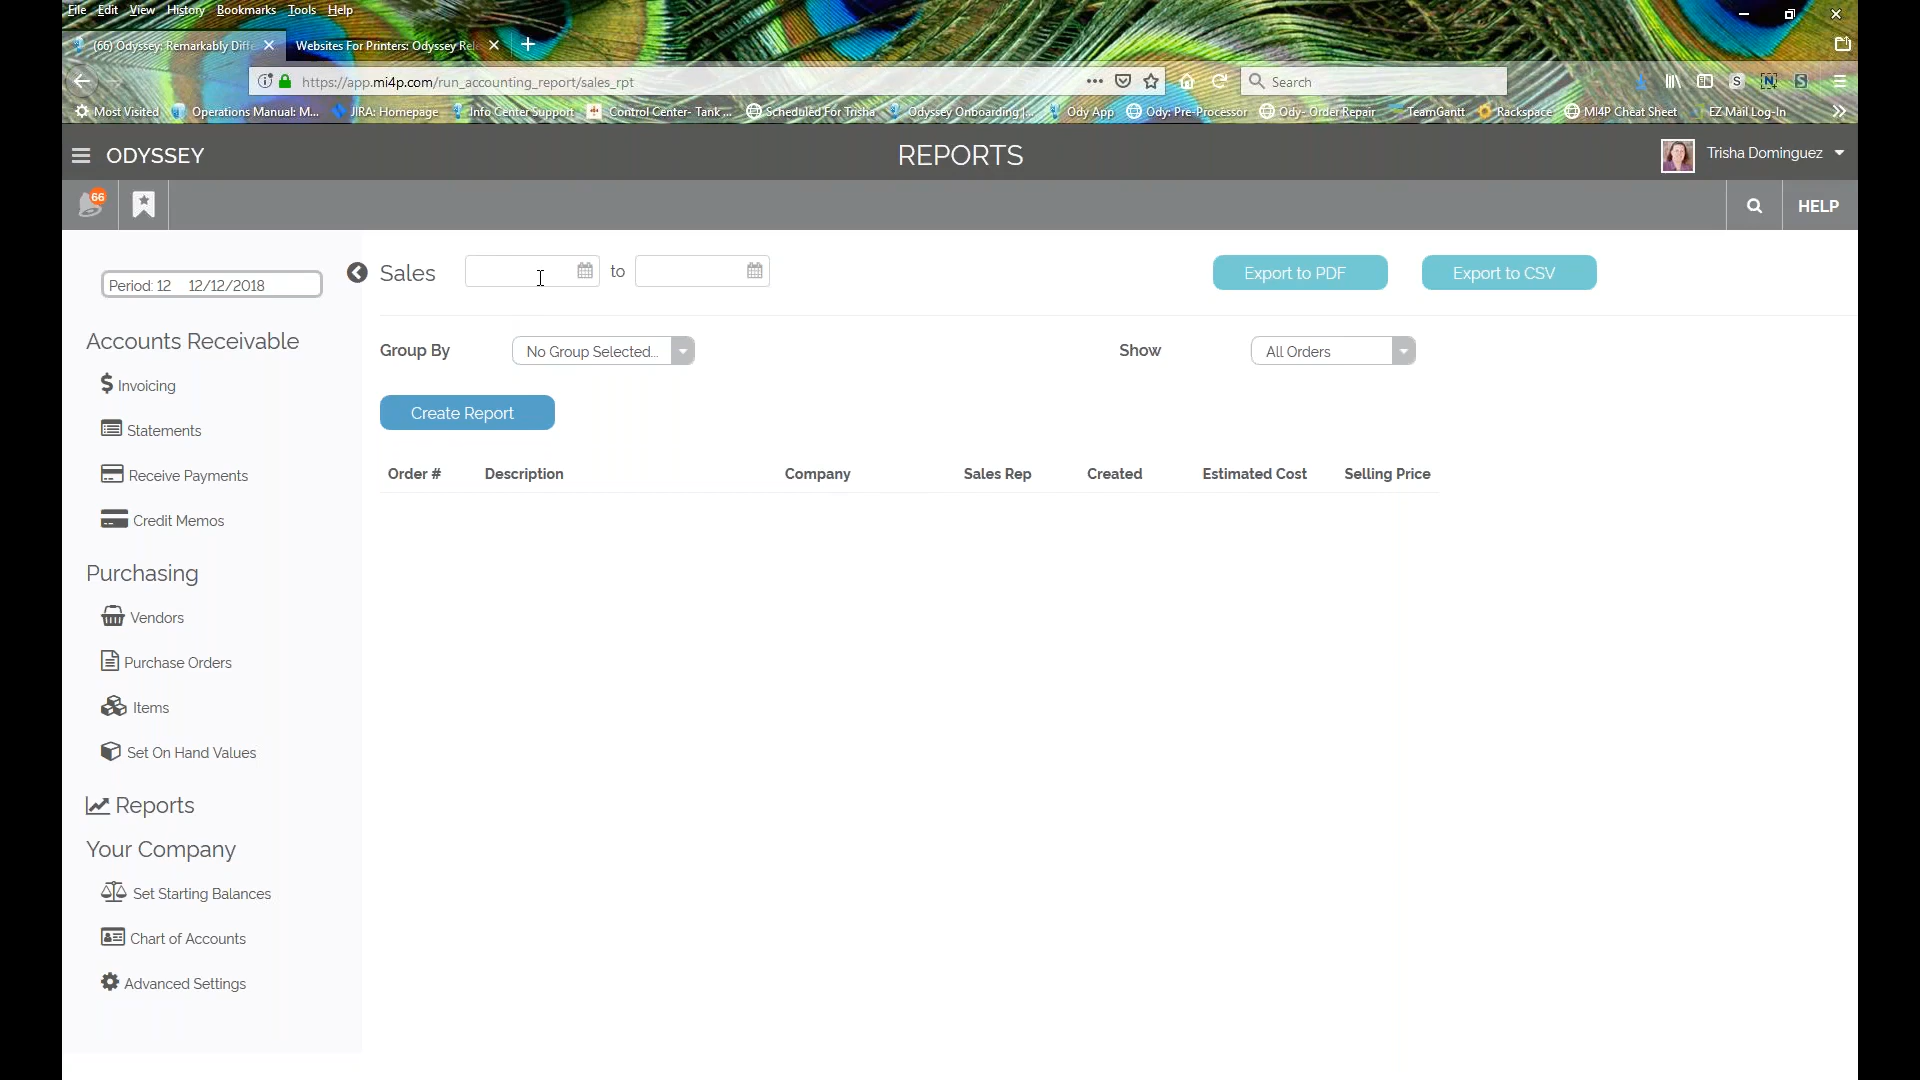 File Edit View History Bookmarks Tools Help
(66) Odyssey: Remarkably Diffe
Websites For Printers: Odyssey Rel
https://app.mi4p.com/run_accounting_report/sales_rpt
Search
Most Visited Operations Manual: M... JIRA: Homepage Info Center Support Control Center- Tank ... Scheduled For Trisha Odyssey Onboarding |... Ody App Ody: Pre-Processor Ody- Order Repair TeamGantt Rackspace MI4P Cheat Sheet EZ Mail Log-In
ODYSSEY
REPORTS
Trisha Dominguez
66
HELP
Period: 12 12/12/2018
Accounts Receivable
Invoicing
Statements
Receive Payments
Credit Memos
Purchasing
Vendors
Purchase Orders
Items
Set On Hand Values
Reports
Your Company
Set Starting Balances
Chart of Accounts
Advanced Settings
Sales to
Export to PDF
Export to CSV
Group By No Group Selected...
Show All Orders
Create Report
Order # Description Company Sales Rep Created Estimated Cost Selling Price